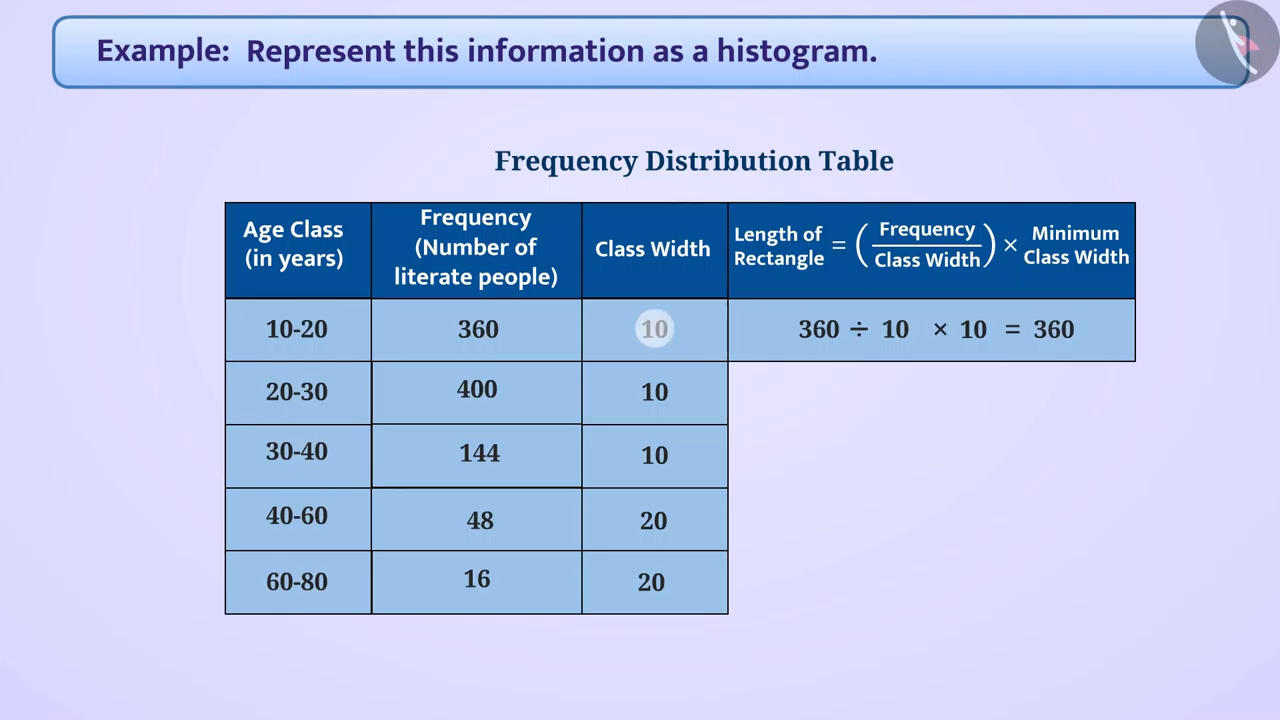 Example: Represent this information as a histogram.
Frequency Distribution Table
Age Class
(in years)
Frequency
(Number of
literate people)
Class Width
Length of
Rectangle
= (Frequency
Class Width) × Minimum
Class Width
10-20 360 10 360 ÷ 10 × 10 = 360
20-30 400 10
30-40 144 10
40-60 48 20
60-80 16 20